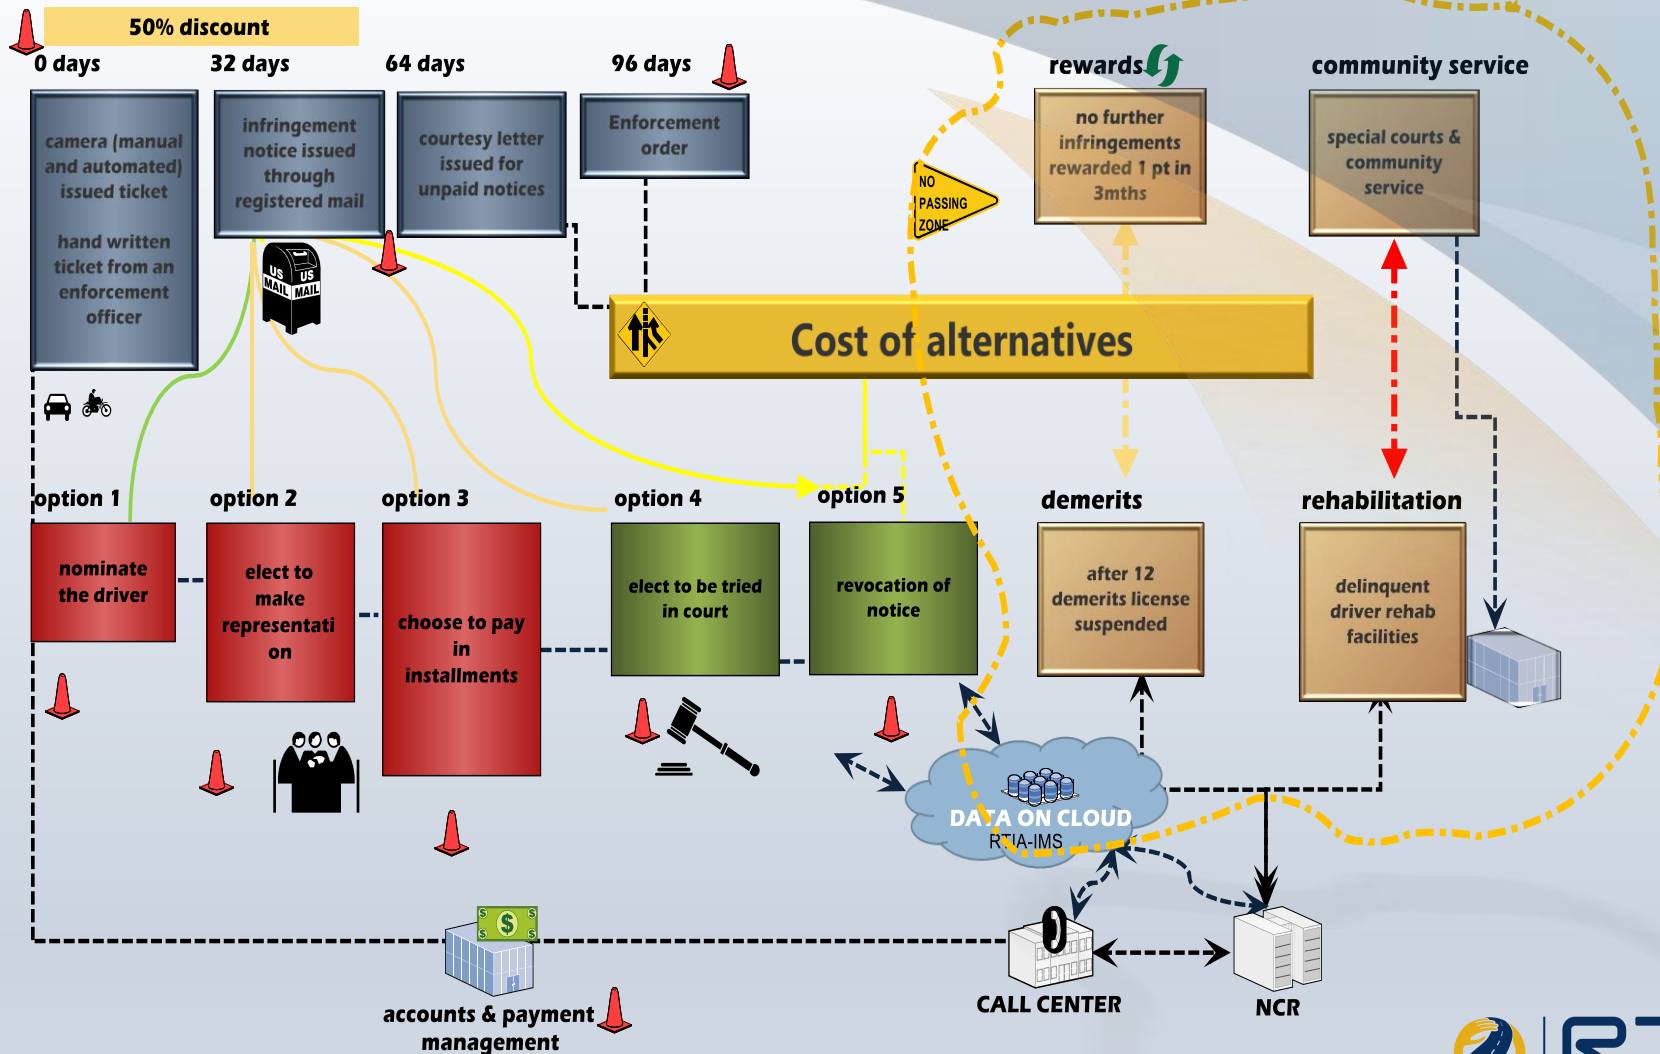 50% discount
0 days
32 days
64 days
96 days
rewards
community service
camera (manual
and automated)
issued ticket
hand written
ticket from an
enforcement
officer
infringement
notice issued
through
registered mail
courtesy letter
issued for
unpaid notices
Enforcement
order
no further
infringements
rewarded 1 pt in
3mths
special courts &
community
service
NO
PASSING
ZONE
US
MAIL
US
MAIL
Cost of alternatives
option 1
option 2
option 3
option 4
option 5
demerits
rehabilitation
nominate
the driver
elect to
make
representati
on
choose to pay
in
installments
elect to be tried
in court
revocation of
notice
after 12
demerits license
suspended
delinquent
driver rehab
facilities
DATA ON CLOUD
RTIA-IMS
CALL CENTER
NCR
accounts & payment
management